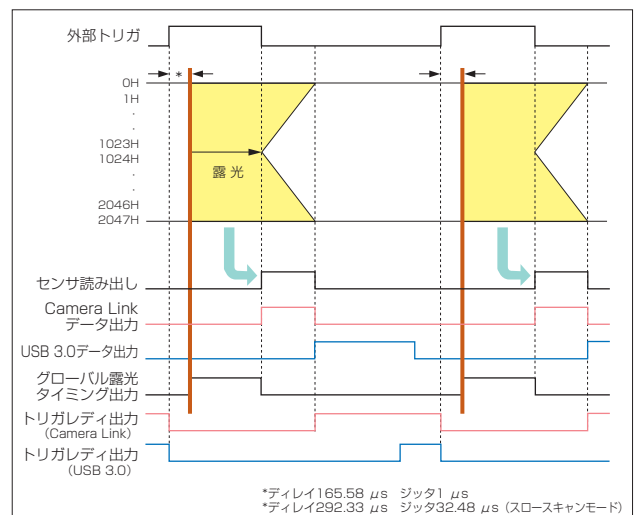 外部トリガ
*
0H
1H
·
·
1023H
1024H
·
·
2046H
2047H
露 光
センサ読み出し
Camera Link
データ出力
USB 3.0データ出力
グローバル露光
タイミング出力
トリガレディ出力
(Camera Link)
トリガレディ出力
(USB 3.0)
*ディレイ165.58 μs ジッタ1 μs
*ディレイ292.33 μs ジッタ32.48 μs (スロースキャンモード)